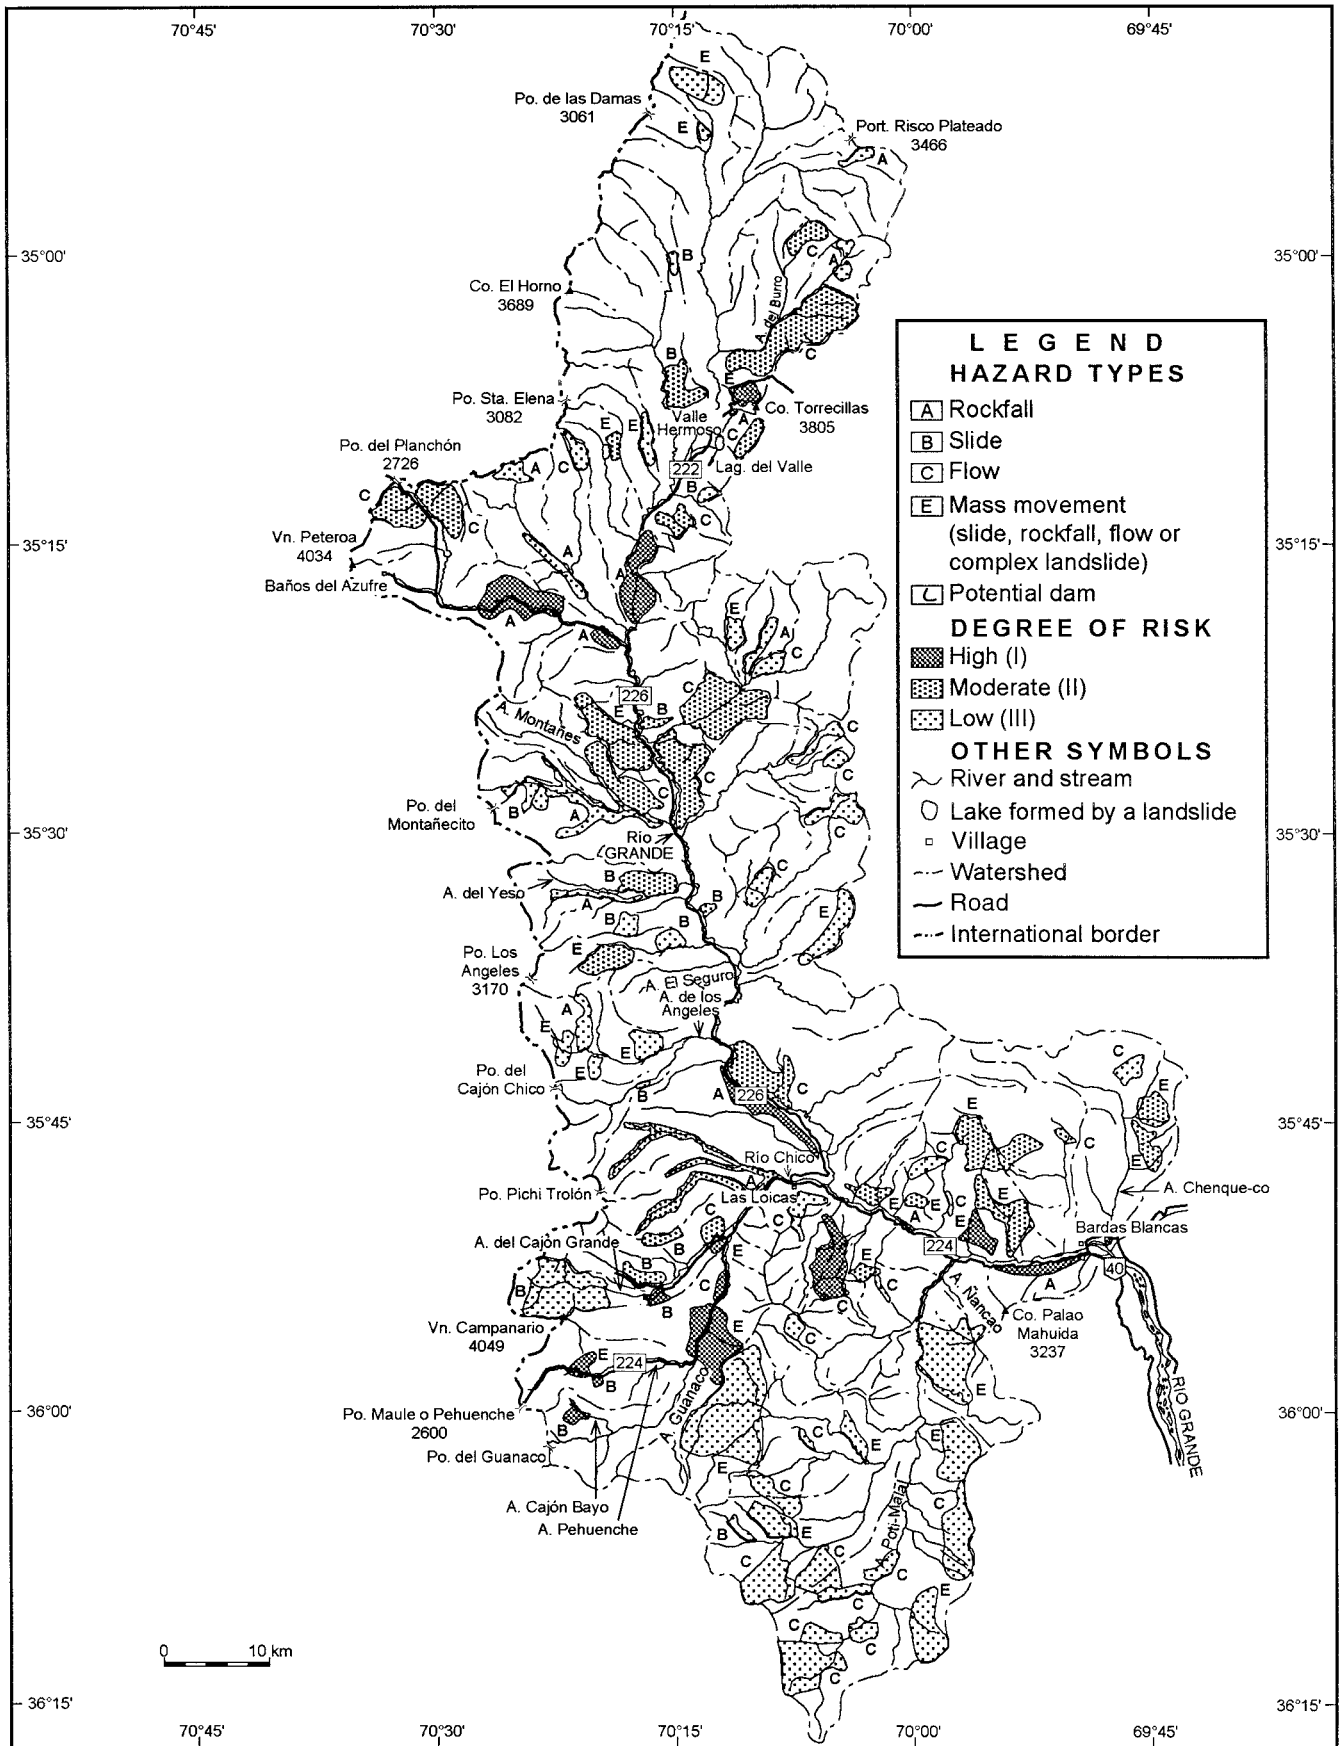 70°45'
70°30'
70°15'
70°00'
69°45'
E
Po. de las Damas
3061
E
Port. Risco Plateado
3466
A
35°00'
35°00'
B
C
A
Co. El Horno
3689
A. del Burro
C
B
E
Po. Sta. Elena
3082
Valle
Hermoso
A
Co. Torrecillas
3805
E
E
C
Po. del Planchón
2726
A
C
222
Lag. del Valle
B
C
C
C
Vn. Peteroa
4034
35°15'
35°15'
A
A
Baños del Azufre
A
A
E
A
C
226
C
E
B
A. Montañes
C
C
C
C
Po. del
Montañecito
B
A
C
35°30'
35°30'
Río
GRANDE
B
C
A. del Yeso
A
B
B
B
E
E
Po. Los
Angeles
3170
A. El Seguro
A. de los
Angeles
A
E
E
E
Po. del
Cajón Chico
B
A
226
C
C
E
35°45'
35°45'
E
C
C
E
Río Chico
A
Las Loicas
Po. Pichi Trolón
A. Chenque-co
E
A
E
C
E
E
C
C
Bardas Blancas
A. del Cajón Grande
B
E
224
40
B
C
E
C
A
B
B
C
A. Ñancao
Co. Palao
Mahuida
3237
Vn. Campanario
4049
E
C
E
224
B
E
A. Guanaco
RIO GRANDE
36°00'
36°00'
Po. Maule o Pehuenche
2600
B
Po. del Guanaco
C
E
E
E
C
C
A. Cajón Bayo
A. Pehuenche
B
E
A. Poti-Malal
C
C
C
E
C
C
C
C
0 10 km
36°15'
36°15'
70°45'
70°30'
70°15'
70°00'
69°45'
LEGEND
HAZARD TYPES
A Rockfall
B Slide
C Flow
E Mass movement
(slide, rockfall, flow or
complex landslide)
Potential dam
DEGREE OF RISK
High (I)
Moderate (II)
Low (III)
OTHER SYMBOLS
River and stream
Lake formed by a landslide
Village
Watershed
Road
International border